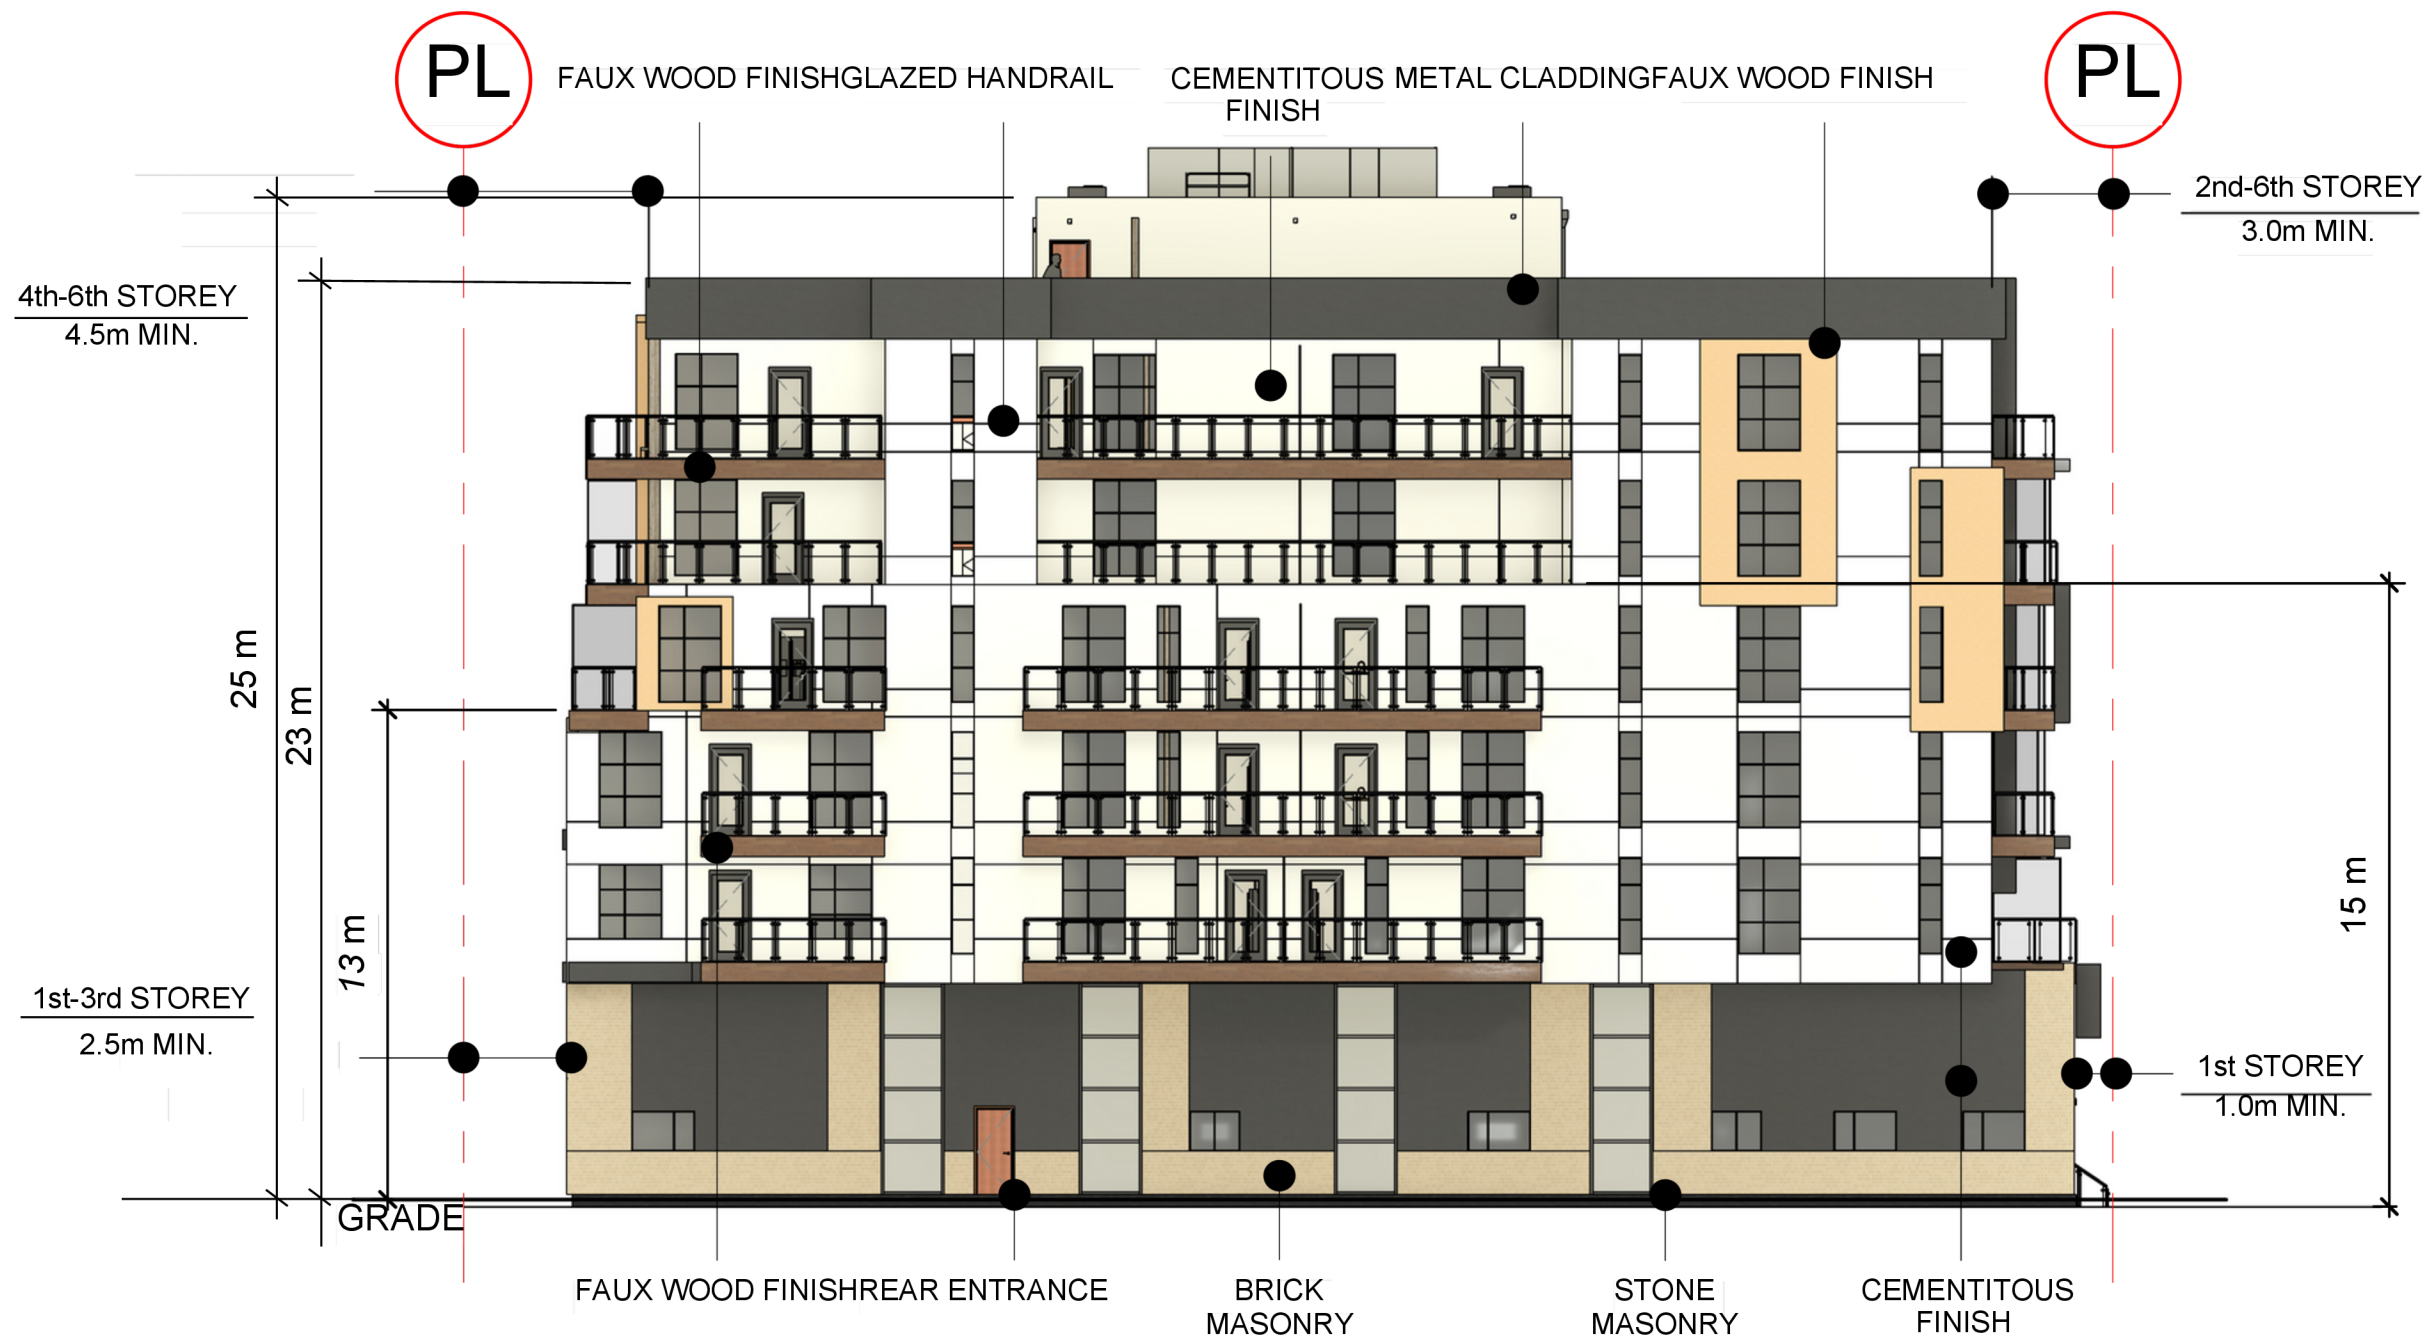 PL
PL
FAUX WOOD FINISH
GLAZED HANDRAIL
CEMENTITOUS
FINISH
METAL CLADDING
FAUX WOOD FINISH
2nd-6th STOREY
3.0m MIN.
4th-6th STOREY
4.5m MIN.
25 m
23 m
13 m
15 m
1st-3rd STOREY
2.5m MIN.
1st STOREY
1.0m MIN.
GRADE
FAUX WOOD FINISH
REAR ENTRANCE
BRICK
MASONRY
STONE
MASONRY
CEMENTITOUS
FINISH